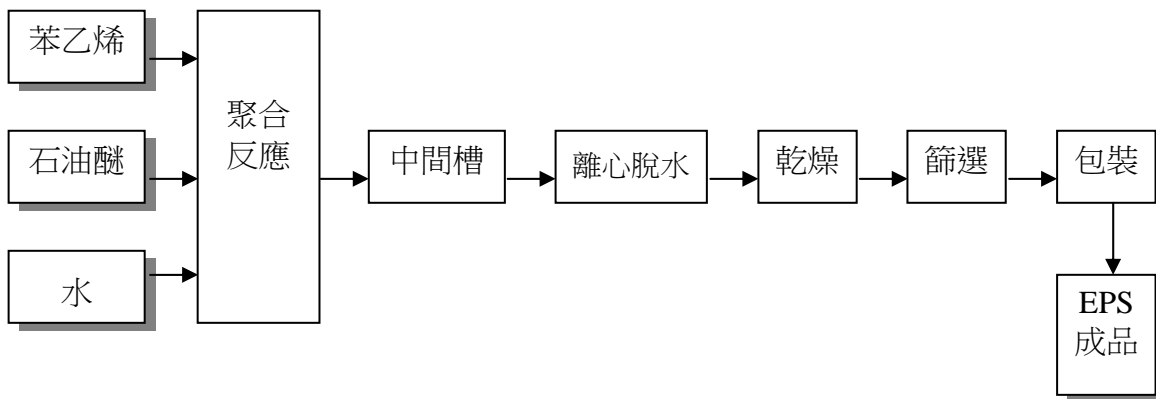 苯乙烯
石油醚
水
聚合
反應
中間槽
離心脫水
乾燥
篩選
包裝
EPS
成品